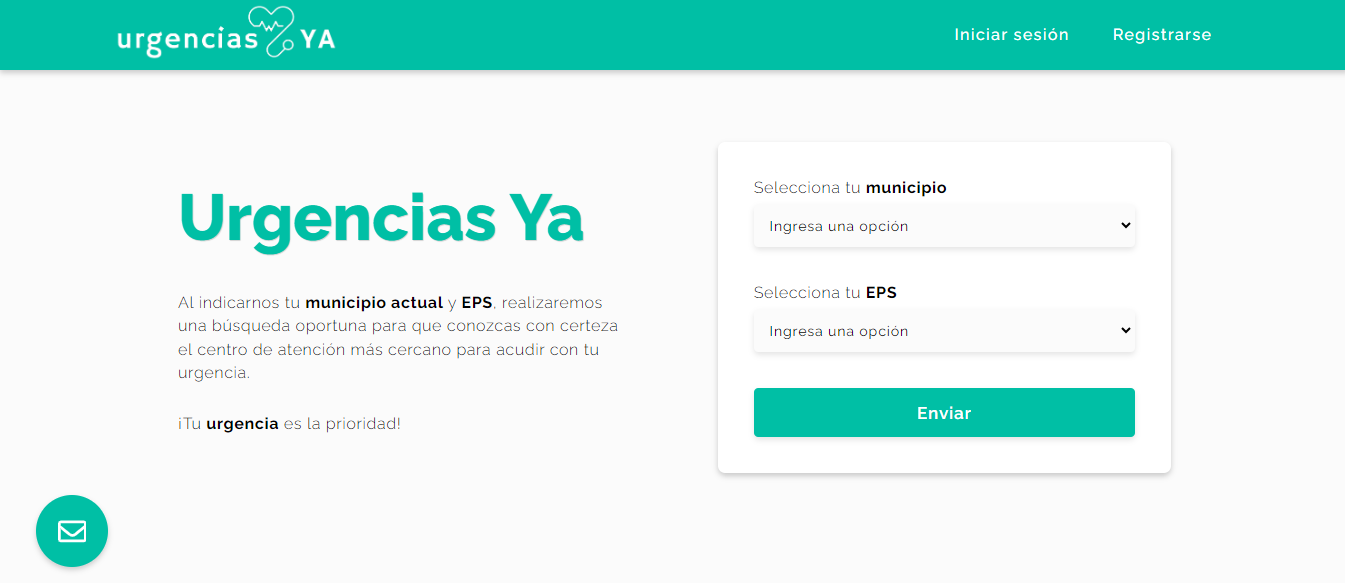 urgencias YA
Iniciar sesión
Registrarse
Urgencias Ya
Al indicarnos tu municipio actual y EPS, realizaremos
una búsqueda oportuna para que conozcas con certeza
el centro de atención más cercano para acudir con tu
urgencia.
¡Tu urgencia es la prioridad!
Selecciona tu municipio
Ingresa una opción
Selecciona tu EPS
Ingresa una opción
Enviar